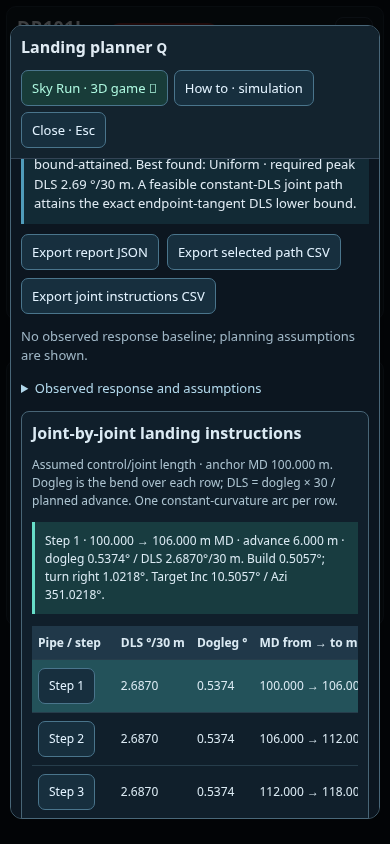 Landing planner Q
Sky Run · 3D game
How to · simulation
Close · Esc
bound-attained. Best found: Uniform · required peak
DLS 2.69 °/30 m. A feasible constant-DLS joint path
attains the exact endpoint-tangent DLS lower bound.
Export report JSON
Export selected path CSV
Export joint instructions CSV
No observed response baseline; planning assumptions
are shown.
▶ Observed response and assumptions
Joint-by-joint landing instructions
Assumed control/joint length · anchor MD 100.000 m.
Dogleg is the bend over each row; DLS = dogleg × 30 /
planned advance. One constant-curvature arc per row.
Step 1 · 100.000 → 106.000 m MD · advance 6.000 m ·
dogleg 0.5374° / DLS 2.6870°/30 m. Build 0.5057°;
turn right 1.0218°. Target Inc 10.5057° / Azi
351.0218°.
Pipe / step DLS °/30 m Dogleg ° MD from → to m
Step 1 2.6870 0.5374 100.000 → 106.00
Step 2 2.6870 0.5374 106.000 → 112.00
Step 3 2.6870 0.5374 112.000 → 118.00